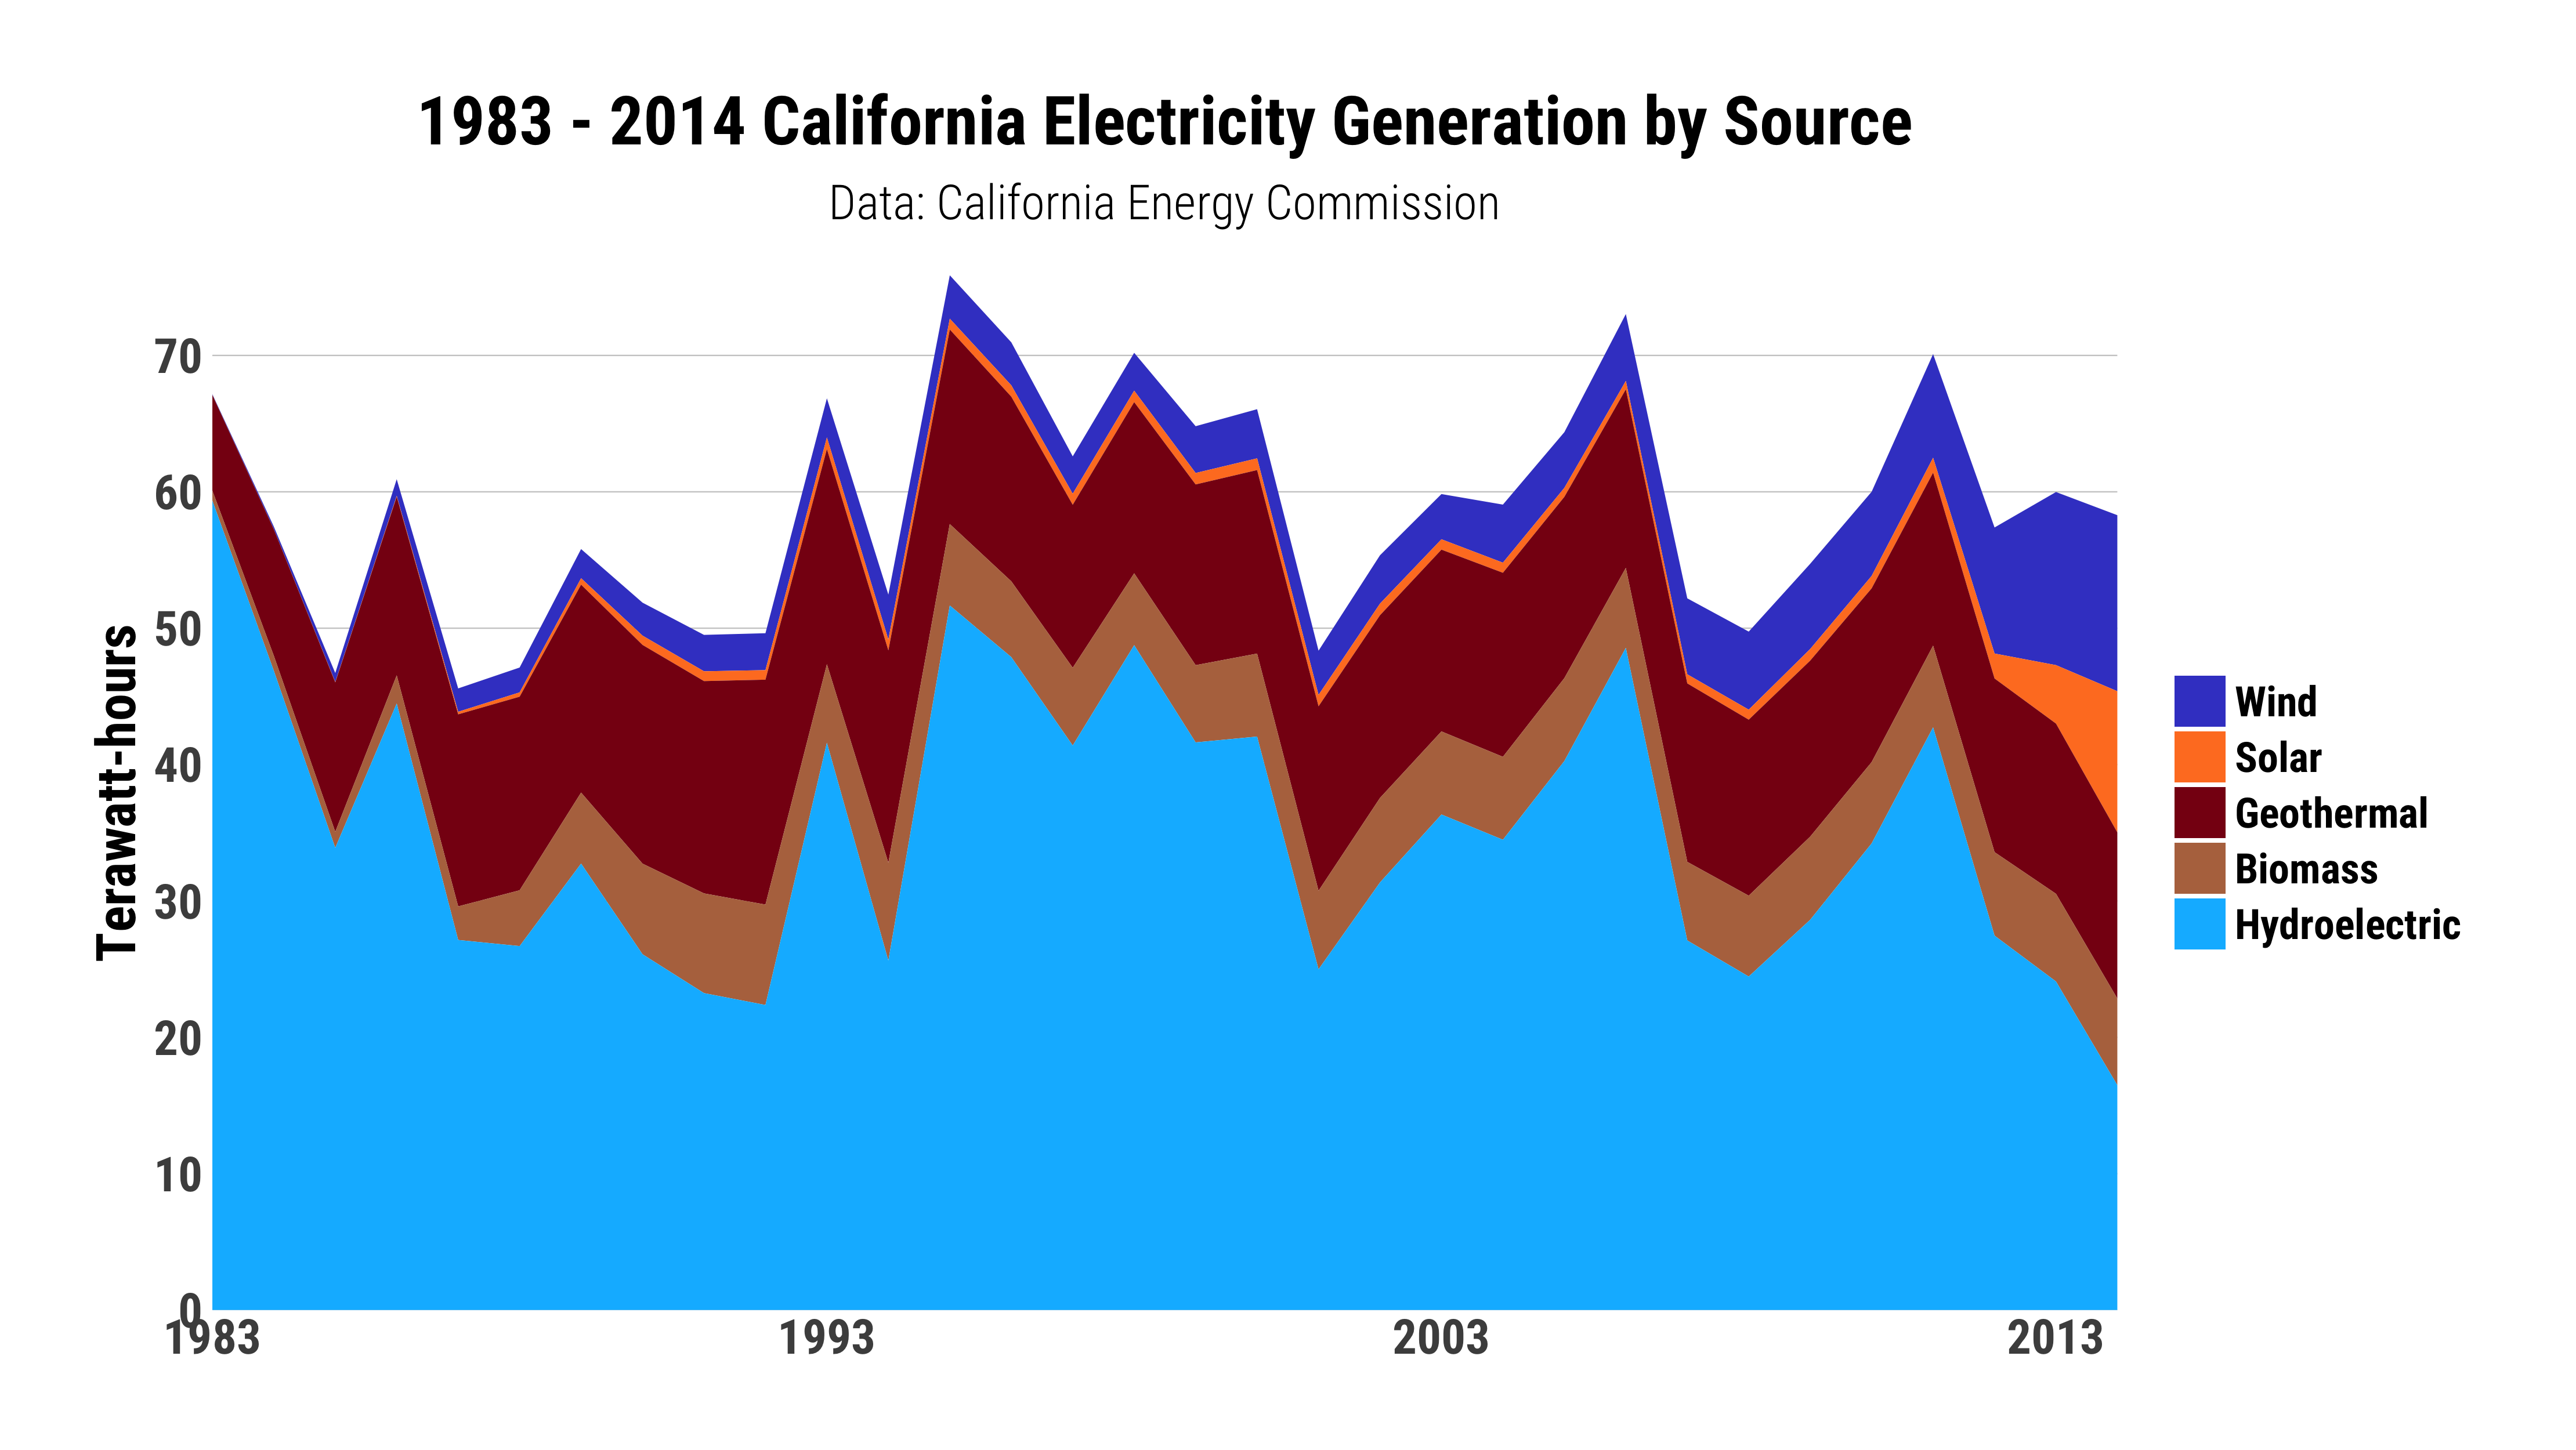 1983 - 2014 California Electricity Generation by Source
Data: California Energy Commission
Terawatt-hours
70
60
50
40
30
20
10
0
1983
1993
2003
2013
Wind
Solar
Geothermal
Biomass
Hydroelectric